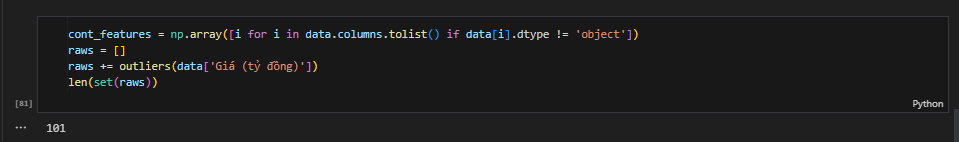 cont_features = np.array([i for i in data.columns.tolist() if data[i].dtype != 'object'])
raws = []
raws += outliers(data['Giá (tỷ đồng)'])
len(set(raws))
[81]
Python
... 101